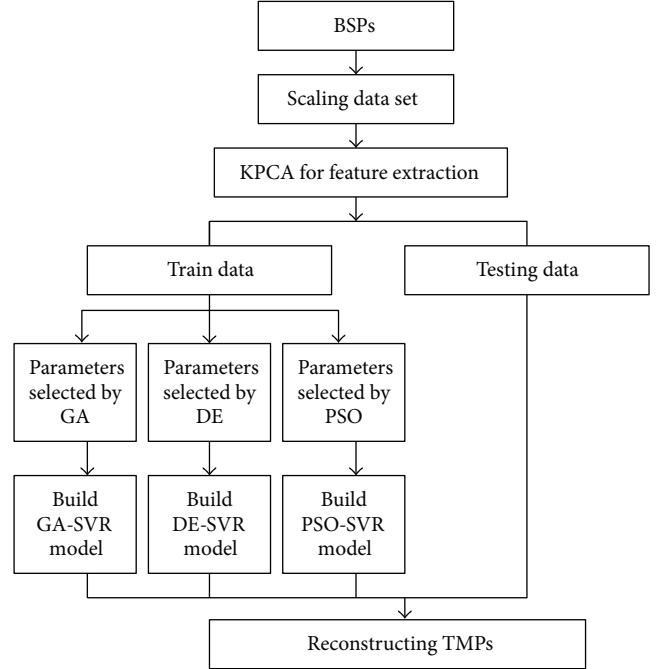 BSPs
Scaling data set
KPCA for feature extraction
Train data
Testing data
Parameters
selected by
GA
Parameters
selected by
DE
Parameters
selected by
PSO
Build
GA-SVR
model
Build
DE-SVR
model
Build
PSO-SVR
model
Reconstructing TMPs